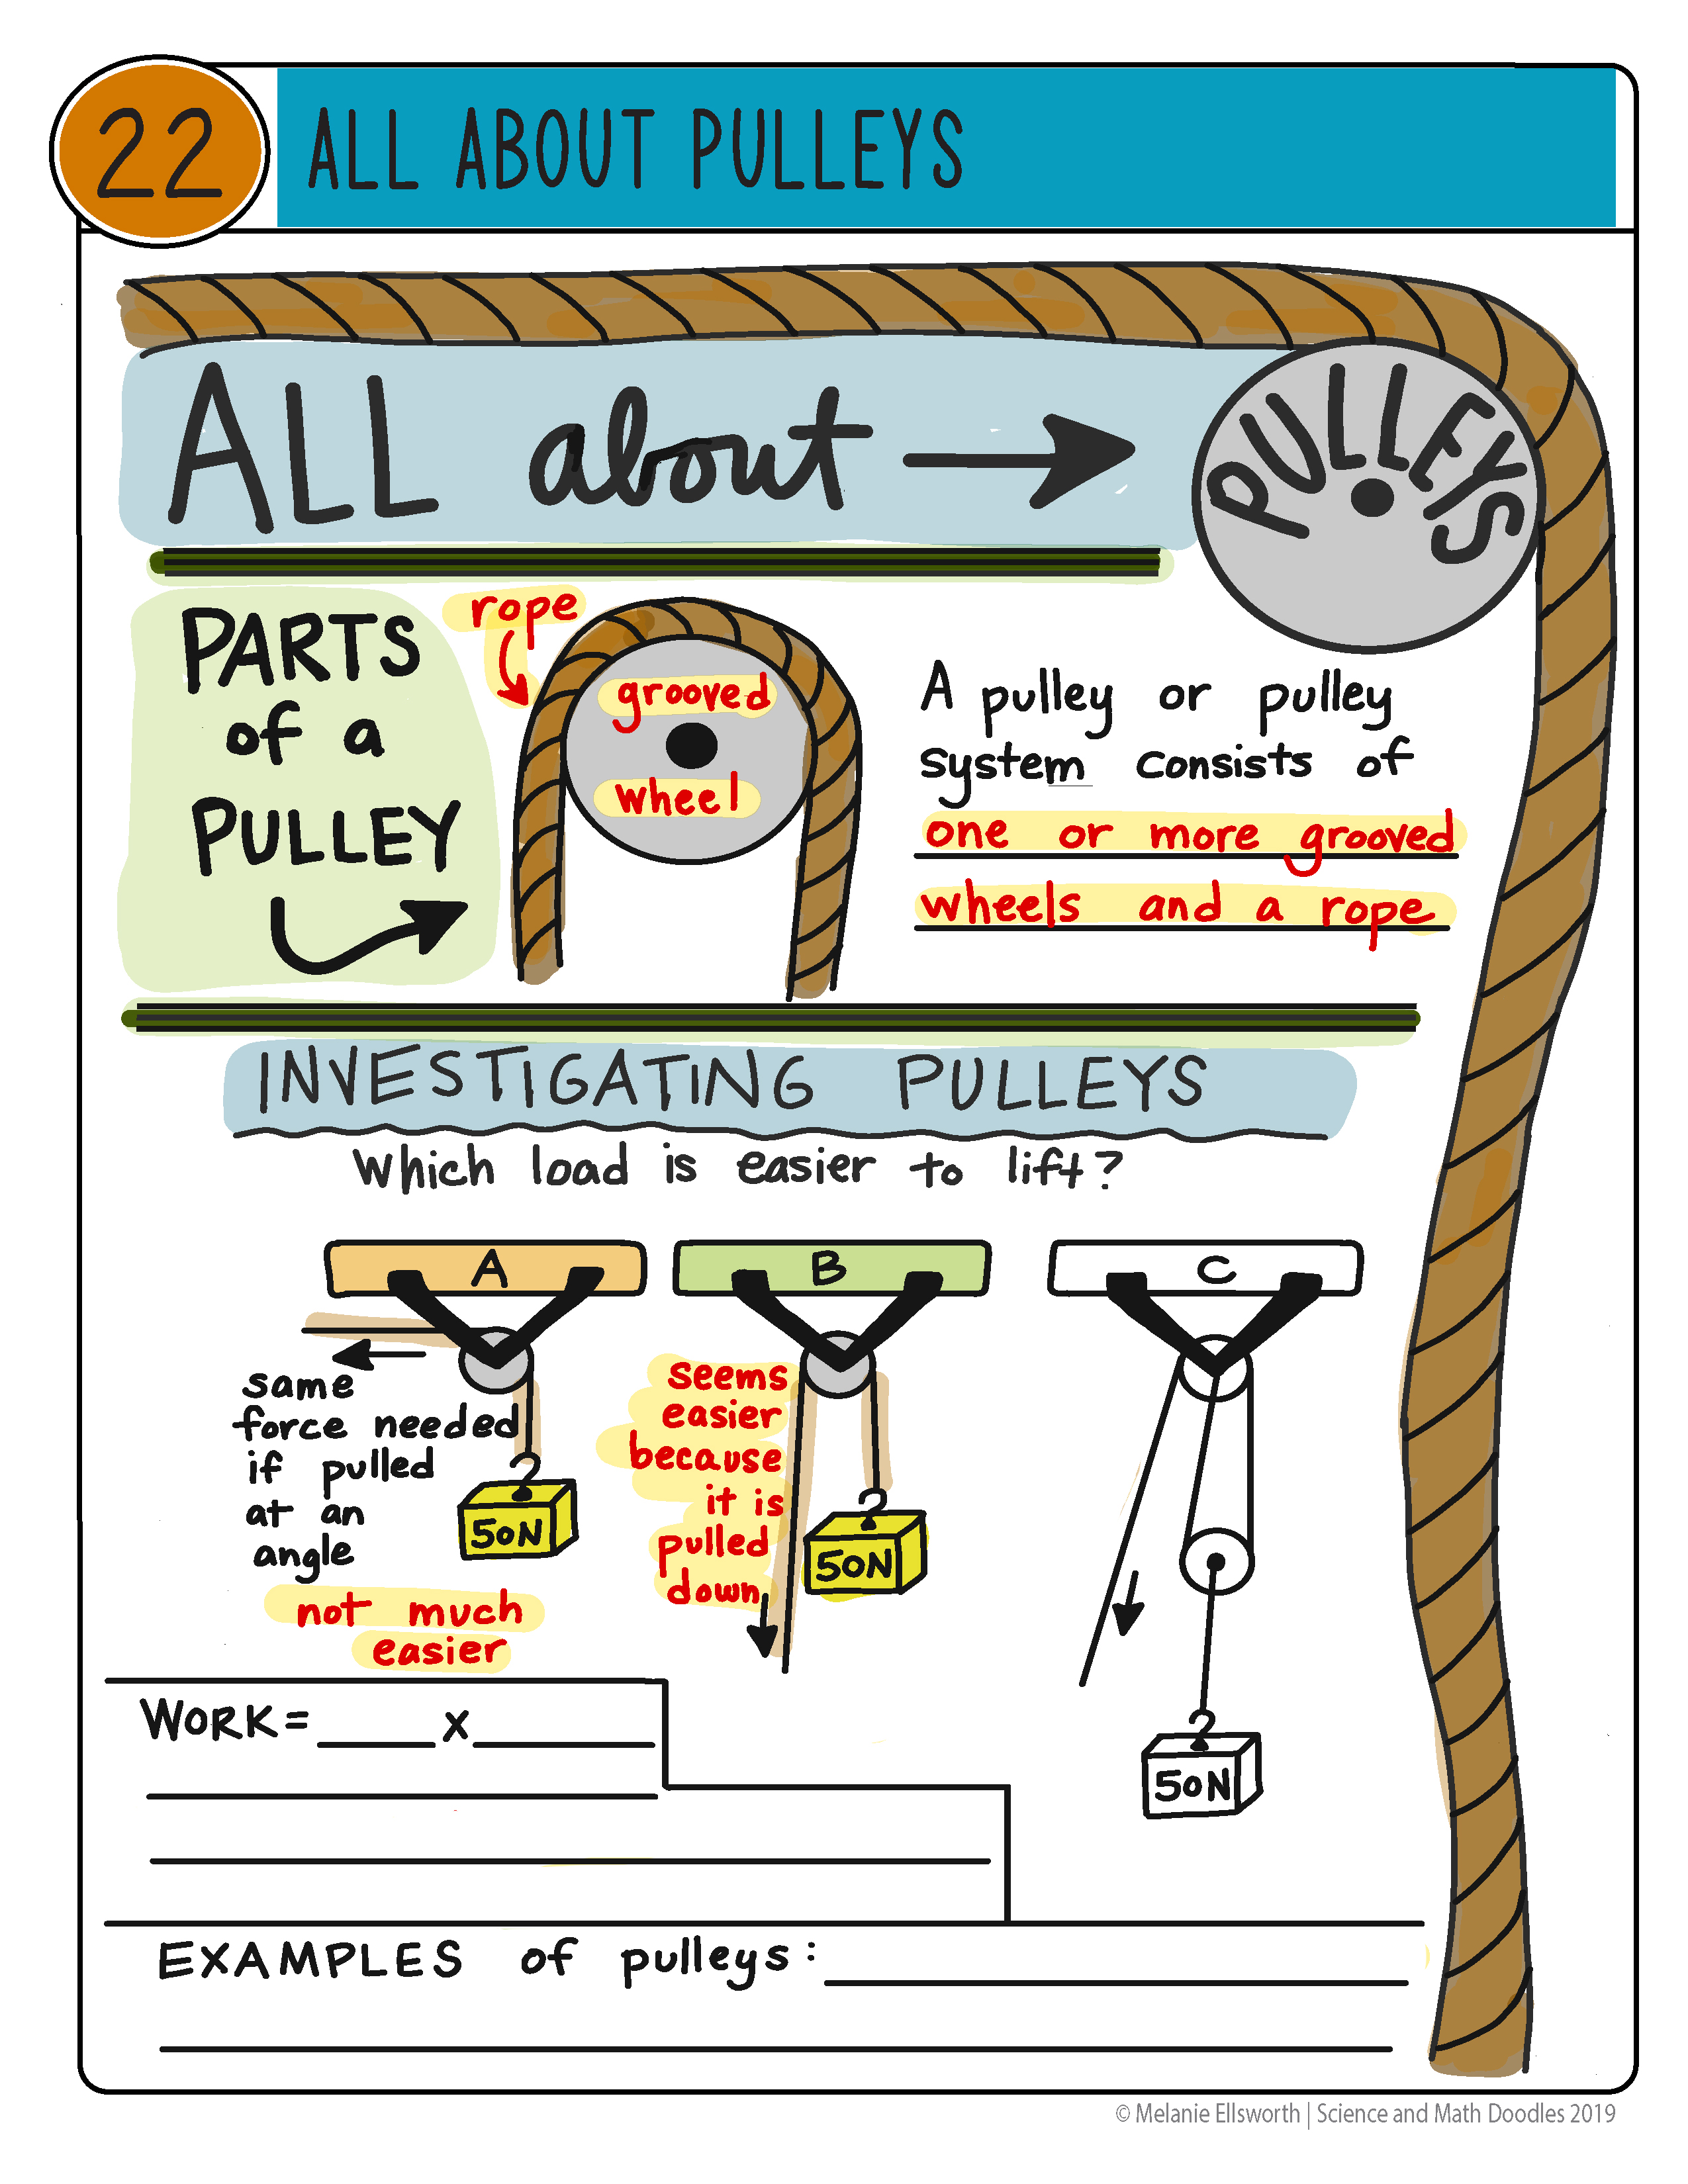 22
ALL ABOUT PULLEYS
ALL about
PULLEYS
PARTS
of a
PULLEY
rope
grooved
wheel
A pulley or pulley
system consists of
one or more grooved
wheels and a rope
INVESTIGATING PULLEYS
Which load is easier to lift?
A
same
force needed
if pulled
at an
angle
50N
not much
easier
B
seems
easier
because
it is
pulled
down
50N
C
50N
WORK = ____ x ____
EXAMPLES of pulleys:
© Melanie Ellsworth | Science and Math Doodles 2019